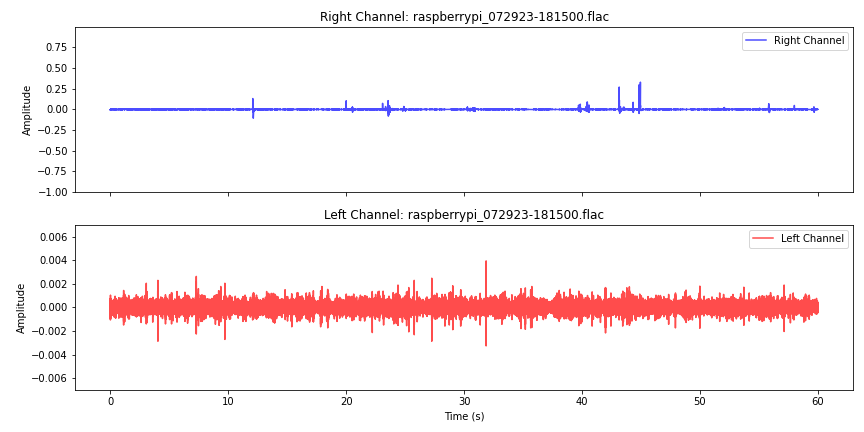 Right Channel: raspberrypi_072923-181500.flac
Right Channel
Amplitude
0.75
0.50
0.25
0.00
−0.25
−0.50
−0.75
−1.00
Left Channel: raspberrypi_072923-181500.flac
Left Channel
Amplitude
0.006
0.004
0.002
0.000
−0.002
−0.004
−0.006
0 10 20 30 40 50 60
Time (s)